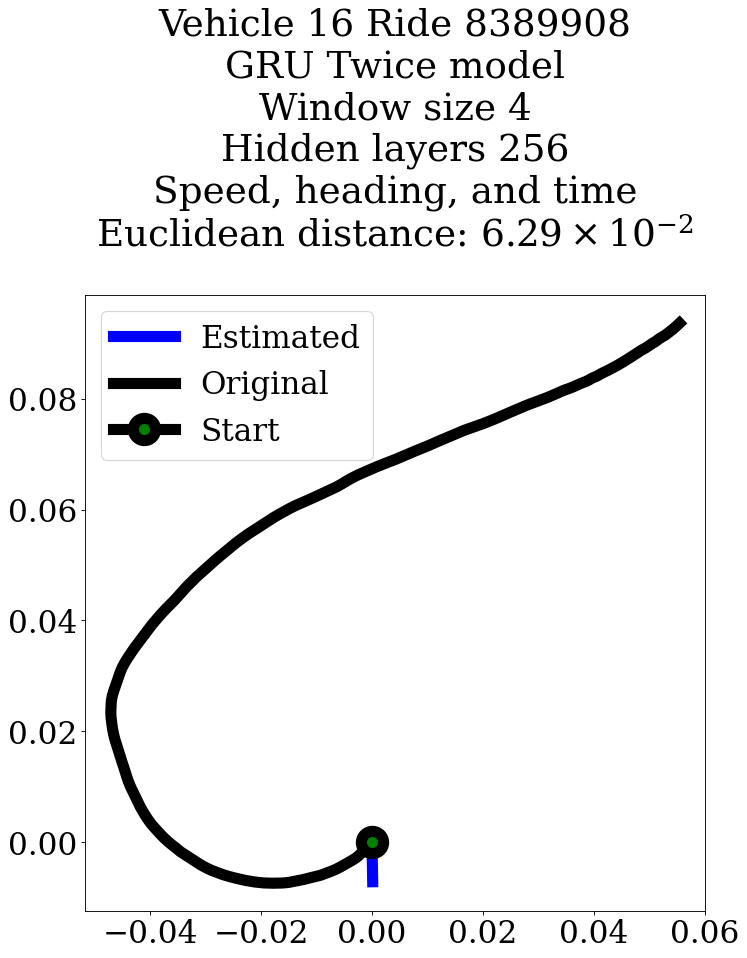 Vehicle 16 Ride 8389908
GRU Twice model
Window size 4
Hidden layers 256
Speed, heading, and time
Euclidean distance: 6.29 × 10⁻²
Estimated
Original
Start
0.08
0.06
0.04
0.02
0.00
−0.04 −0.02 0.00 0.02 0.04 0.06